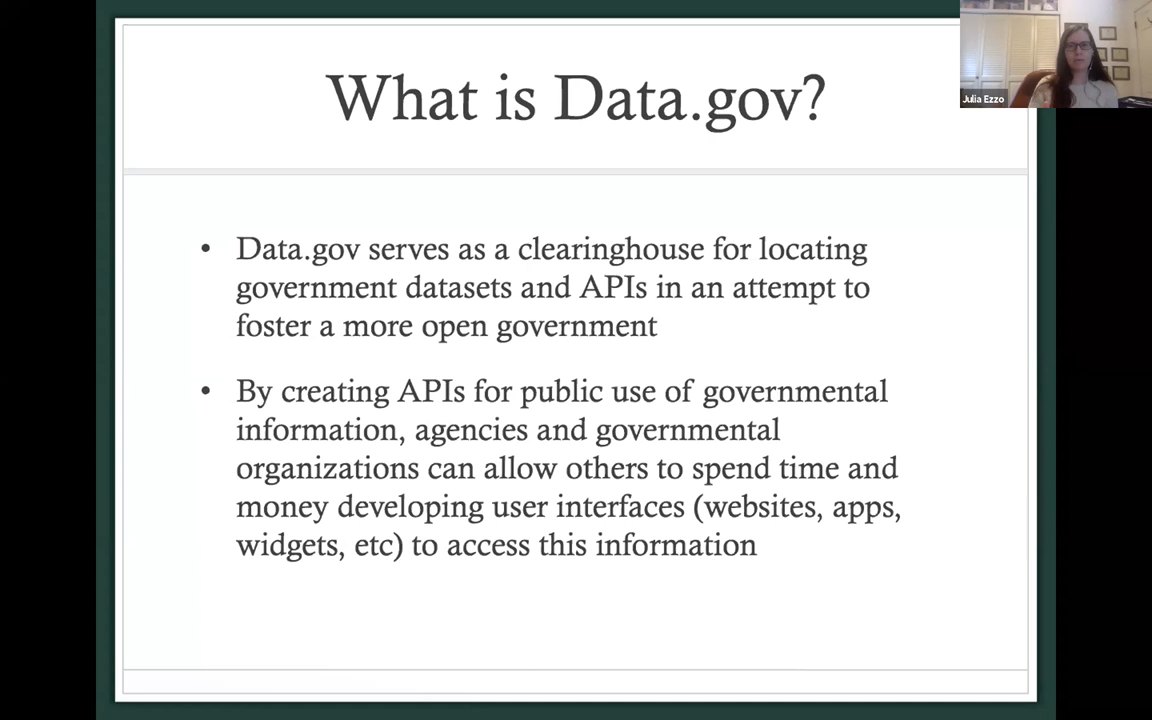 What is Data.gov?
Julia Ezzo
• Data.gov serves as a clearinghouse for locating
government datasets and APIs in an attempt to
foster a more open government
• By creating APIs for public use of governmental
information, agencies and governmental
organizations can allow others to spend time and
money developing user interfaces (websites, apps,
widgets, etc) to access this information